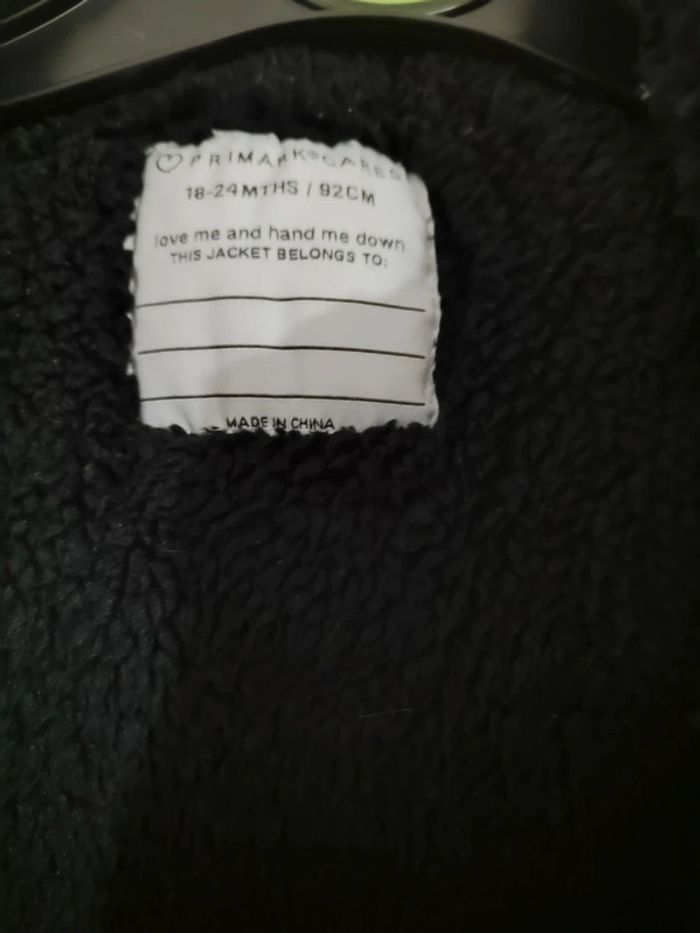 PRIMARK® CARES
18-24MTHS / 92CM
love me and hand me down
THIS JACKET BELONGS TO:
MADE IN CHINA